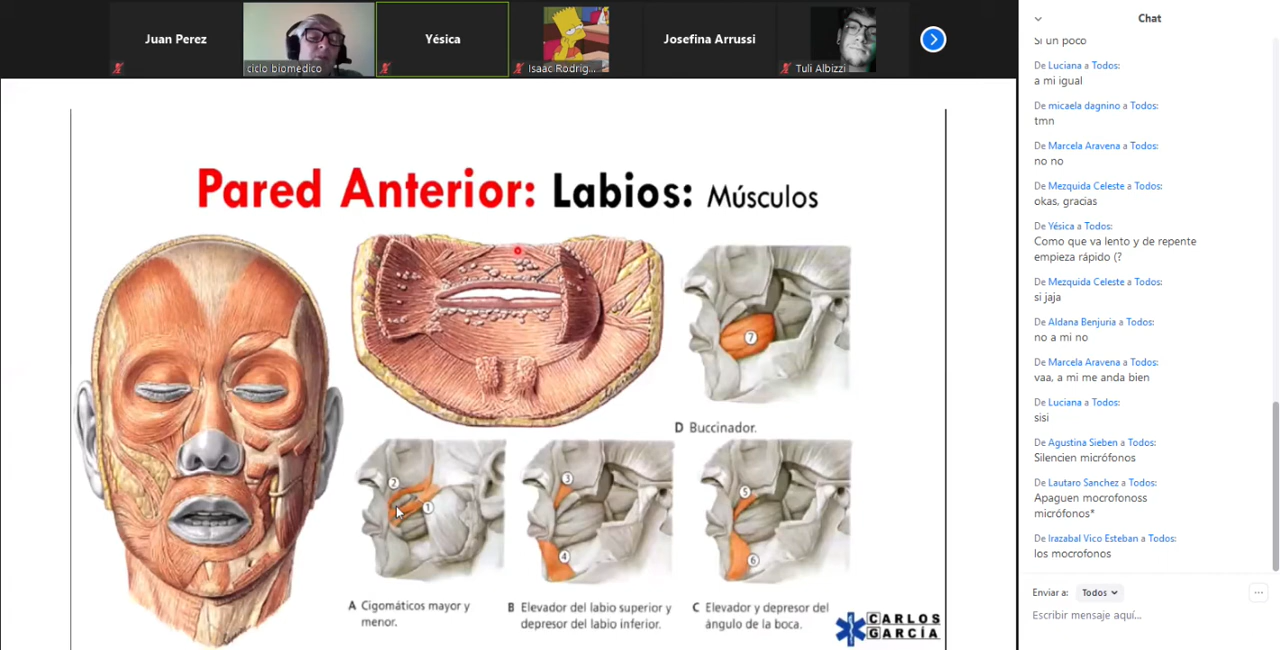 Juan Perez
ciclo biomedico
Yésica
Isaac Rodrig...
Josefina Arrussi
Tuli Albizzi
Pared Anterior: Labios: Músculos
7
D Buccinador.
2
1
3
4
5
6
A Cigomáticos mayor y
menor.
B Elevador del labio superior y
depresor del labio inferior.
C Elevador y depresor del
ángulo de la boca.
CARLOS
GARCÍA
Chat
Si un poco
De Luciana a Todos:
a mi igual
De micaela dagnino a Todos:
tmn
De Marcela Aravena a Todos:
no no
De Mezquida Celeste a Todos:
okas, gracias
De Yésica a Todos:
Como que va lento y de repente
empieza rápido (?
De Mezquida Celeste a Todos:
si jaja
De Aldana Benjuria a Todos:
no a mi no
De Marcela Aravena a Todos:
vaa, a mi me anda bien
De Luciana a Todos:
sisi
De Agustina Sieben a Todos:
Silencien micrófonos
De Lautaro Sanchez a Todos:
Apaguen mocrofonoss
micrófonos*
De Irazabal Vico Esteban a Todos:
los mocrofonos
Enviar a: Todos
Escribir mensaje aquí...